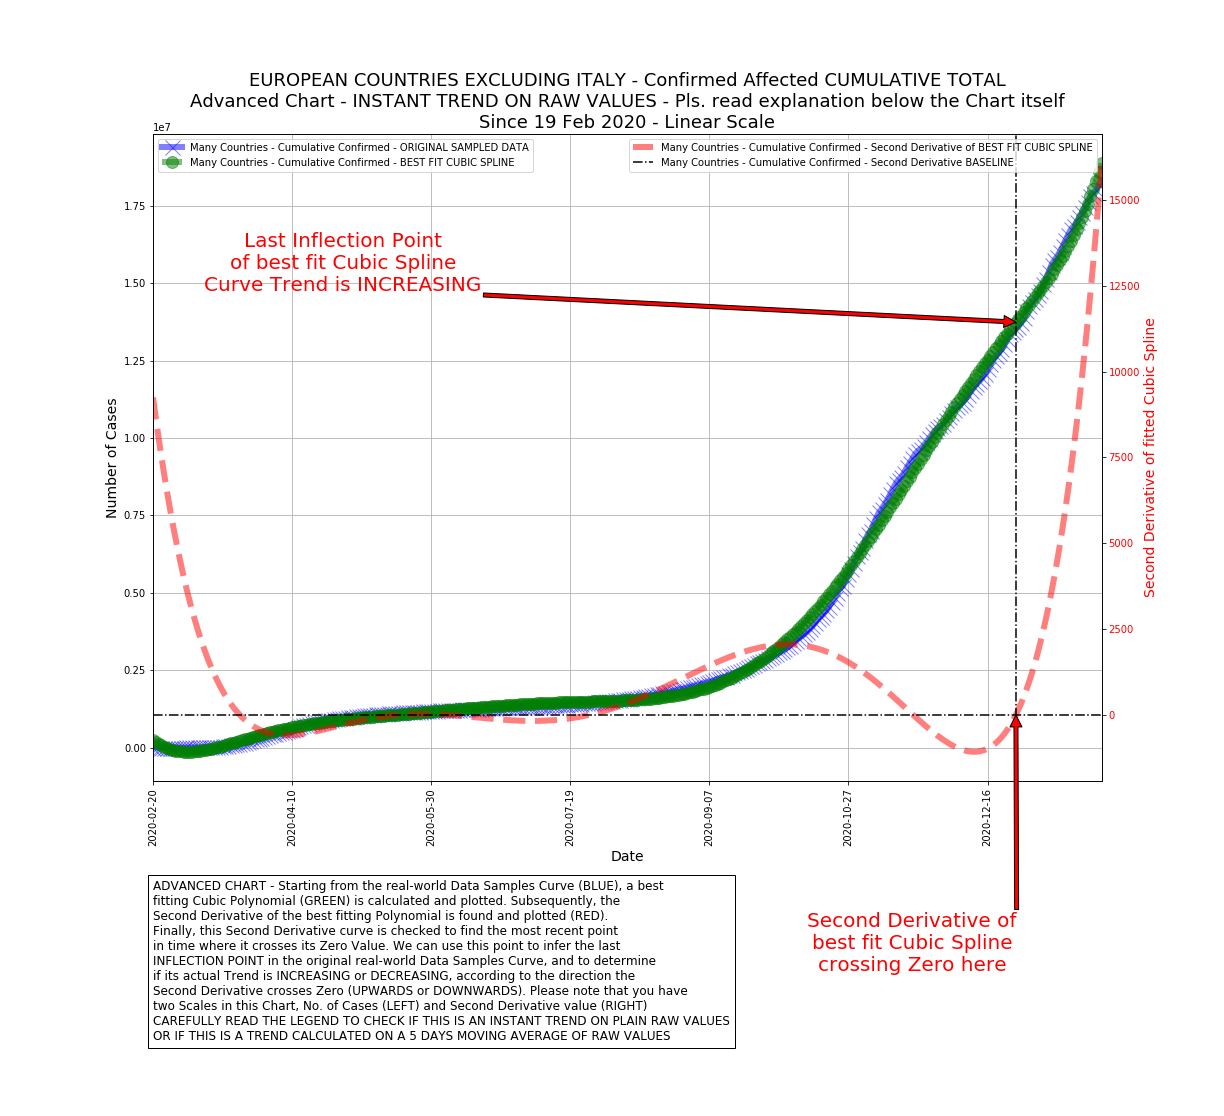 EUROPEAN COUNTRIES EXCLUDING ITALY - Confirmed Affected CUMULATIVE TOTAL
Advanced Chart - INSTANT TREND ON RAW VALUES - Pls. read explanation below the Chart itself
Since 19 Feb 2020 - Linear Scale
1e7
Many Countries - Cumulative Confirmed - ORIGINAL SAMPLED DATA
Many Countries - Cumulative Confirmed - BEST FIT CUBIC SPLINE
Many Countries - Cumulative Confirmed - Second Derivative of BEST FIT CUBIC SPLINE
Many Countries - Cumulative Confirmed - Second Derivative BASELINE
Last Inflection Point
of best fit Cubic Spline
Curve Trend is INCREASING
Number of Cases
1.75
1.50
1.25
1.00
0.75
0.50
0.25
0.00
15000
12500
10000
7500
5000
2500
0
Second Derivative of fitted Cubic Spline
2020-02-20
2020-04-10
2020-05-30
2020-07-19
2020-09-07
2020-10-27
2020-12-16
Date
ADVANCED CHART - Starting from the real-world Data Samples Curve (BLUE), a best
fitting Cubic Polynomial (GREEN) is calculated and plotted. Subsequently, the
Second Derivative of the best fitting Polynomial is found and plotted (RED).
Finally, this Second Derivative curve is checked to find the most recent point
in time where it crosses its Zero Value. We can use this point to infer the last
INFLECTION POINT in the original real-world Data Samples Curve, and to determine
if its actual Trend is INCREASING or DECREASING, according to the direction the
Second Derivative crosses Zero (UPWARDS or DOWNWARDS). Please note that you have
two Scales in this Chart, No. of Cases (LEFT) and Second Derivative value (RIGHT)
CAREFULLY READ THE LEGEND TO CHECK IF THIS IS AN INSTANT TREND ON PLAIN RAW VALUES
OR IF THIS IS A TREND CALCULATED ON A 5 DAYS MOVING AVERAGE OF RAW VALUES
Second Derivative of
best fit Cubic Spline
crossing Zero here